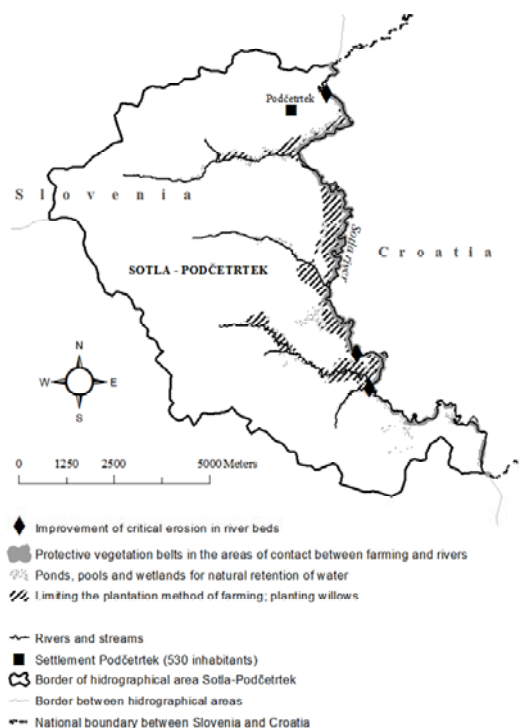 Podčetrtek
Slovenia
Sotla river
Croatia
SOTLA - PODČETRTEK
N
W E
S
0 1250 2500 5000 Meters
Improvement of critical erosion in river beds
Protective vegetation belts in the areas of contact between farming and rivers
Ponds, pools and wetlands for natural retention of water
Limiting the plantation method of farming; planting willows
Rivers and streams
Settlement Podčetrtek (530 inhabitants)
Border of hidrographical area Sotla-Podčetrtek
Border between hidrographical areas
National boundary between Slovenia and Croatia